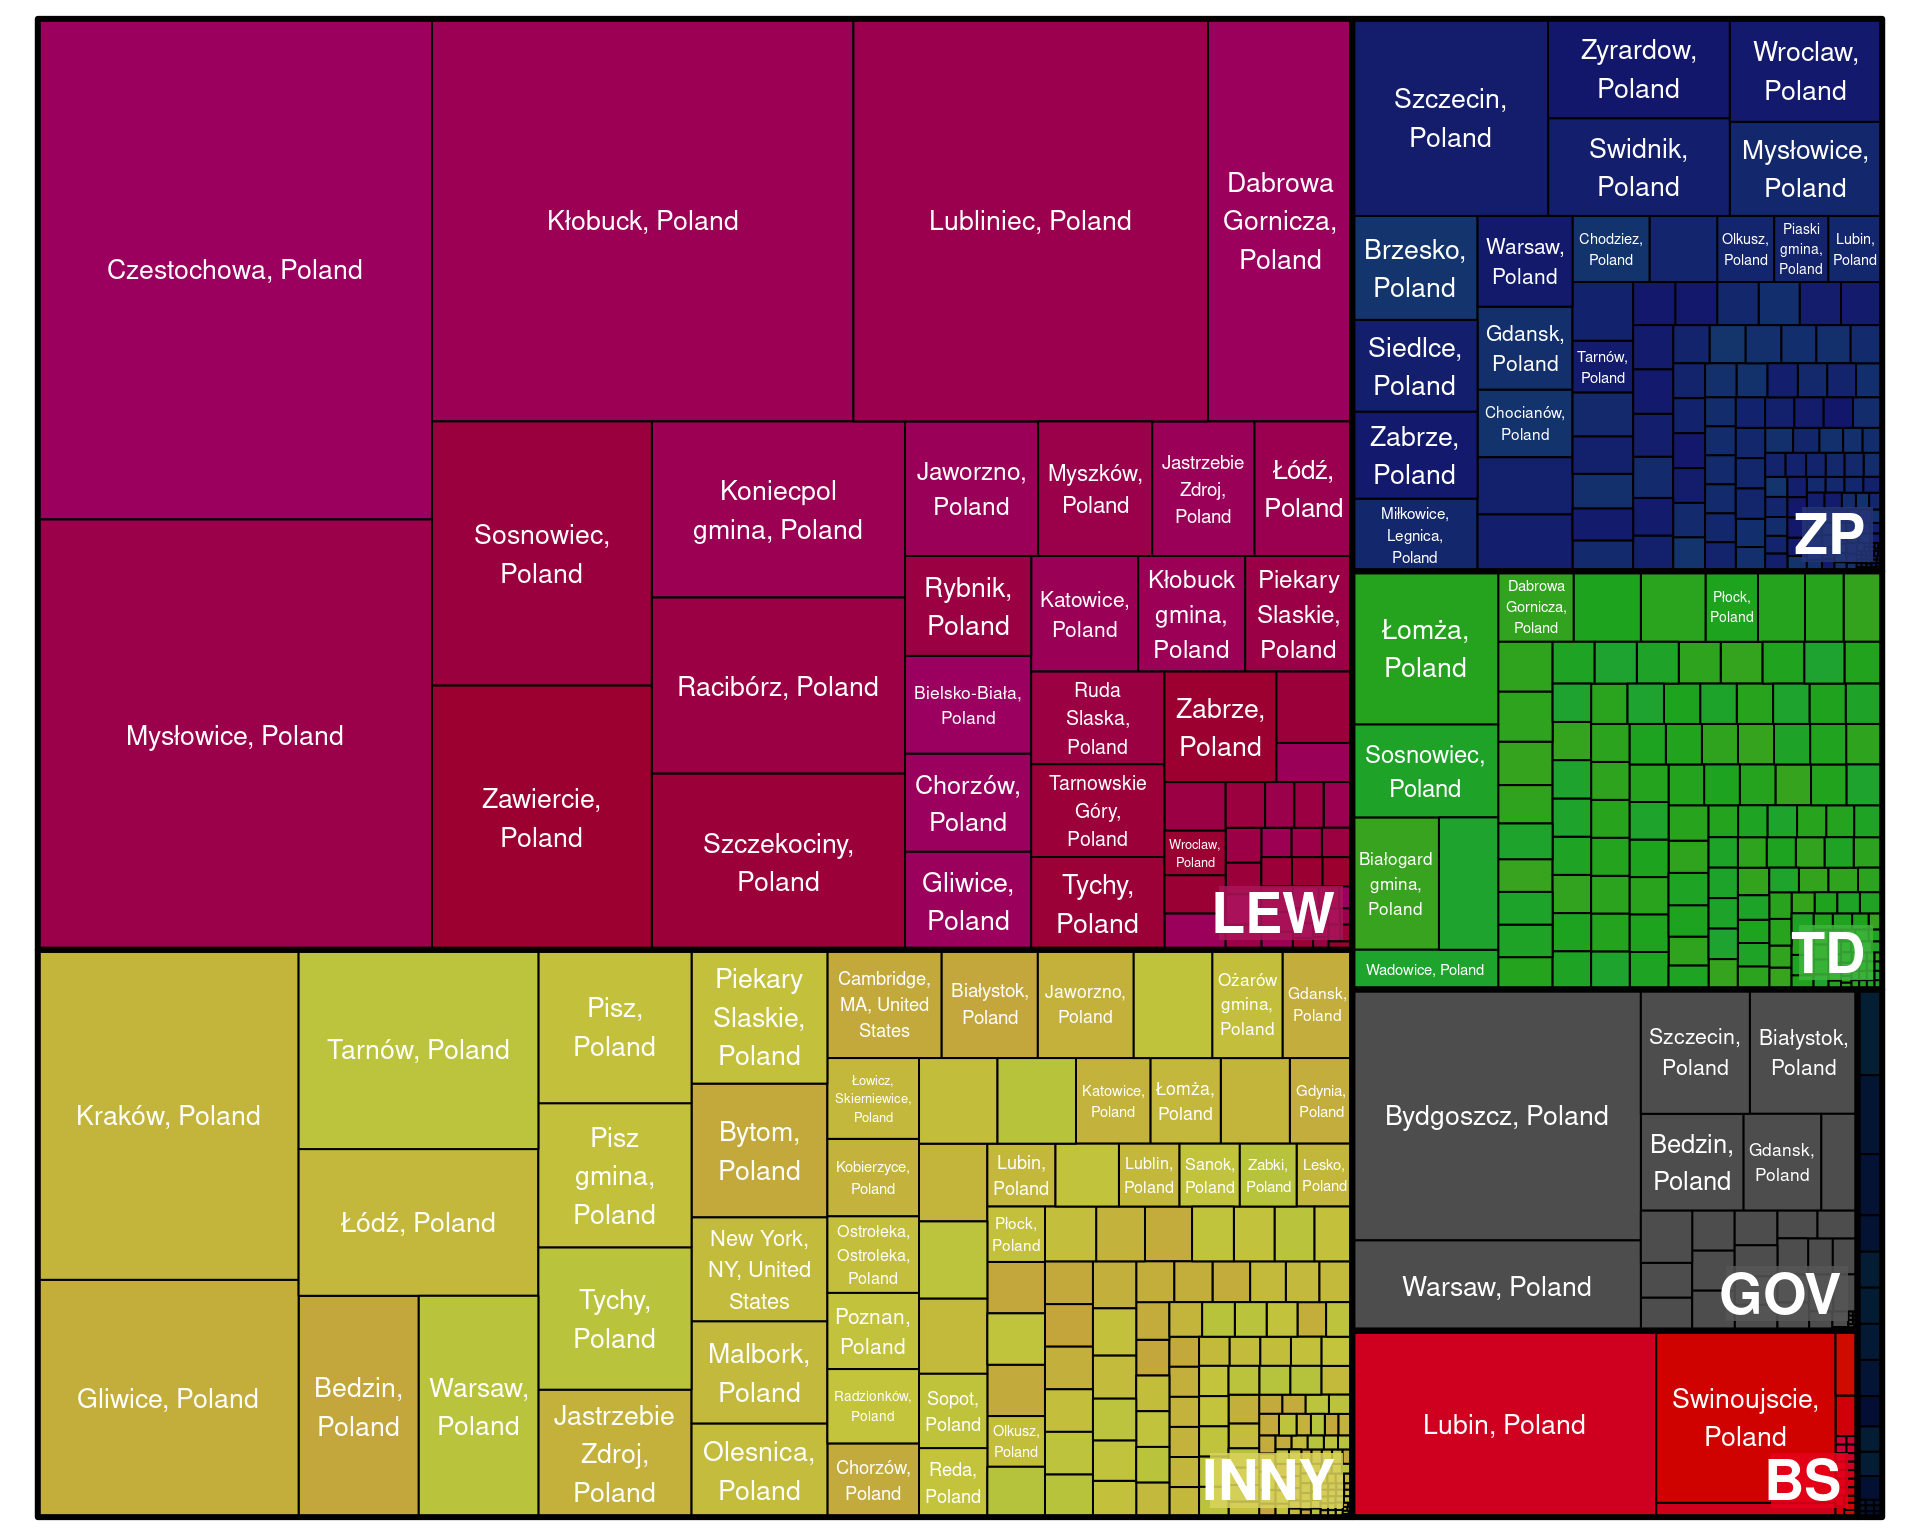 Czestochowa, Poland
Mysłowice, Poland
Kłobuck, Poland
Lubliniec, Poland
Dabrowa
Gornicza,
Poland
Sosnowiec,
Poland
Zawiercie,
Poland
Koniecpol
gmina, Poland
Racibórz, Poland
Szczekociny,
Poland
Jaworzno,
Poland
Myszków,
Poland
Jastrzebie
Zdroj,
Poland
Łódź,
Poland
Rybnik,
Poland
Bielsko-Biała,
Poland
Chorzów,
Poland
Gliwice,
Poland
Katowice,
Poland
Kłobuck
gmina,
Poland
Piekary
Slaskie,
Poland
Ruda
Slaska,
Poland
Tarnowskie
Góry,
Poland
Tychy,
Poland
Zabrze,
Poland
Wroclaw,
Poland
LEW
Szczecin,
Poland
Zyrardow,
Poland
Wroclaw,
Poland
Swidnik,
Poland
Mysłowice,
Poland
Brzesko,
Poland
Siedlce,
Poland
Zabrze,
Poland
Miłkowice,
Legnica,
Poland
Warsaw,
Poland
Gdansk,
Poland
Chocianów,
Poland
Chodziez,
Poland
Olkusz,
Poland
Piaski
gmina,
Poland
Lubin,
Poland
Tarnów,
Poland
ZP
Łomża,
Poland
Sosnowiec,
Poland
Białogard
gmina,
Poland
Wadowice, Poland
Dabrowa
Gornicza,
Poland
Płock,
Poland
TD
Kraków, Poland
Gliwice, Poland
Tarnów, Poland
Łódź, Poland
Bedzin,
Poland
Warsaw,
Poland
Pisz,
Poland
Pisz
gmina,
Poland
Tychy,
Poland
Jastrzebie
Zdroj,
Poland
Piekary
Slaskie,
Poland
Bytom,
Poland
New York,
NY, United
States
Malbork,
Poland
Olesnica,
Poland
Cambridge,
MA, United
States
Białystok,
Poland
Jaworzno,
Poland
Ożarów
gmina,
Poland
Gdansk,
Poland
Łowicz,
Skierniewice,
Poland
Kobierzyce,
Poland
Ostrołeka,
Ostroleka,
Poland
Poznan,
Poland
Radzionków,
Poland
Chorzów,
Poland
Katowice,
Poland
Łomża,
Poland
Gdynia,
Poland
Lubin,
Poland
Lublin,
Poland
Sanok,
Poland
Zabki,
Poland
Lesko,
Poland
Płock,
Poland
Sopot,
Poland
Reda,
Poland
Olkusz,
Poland
INNY
Bydgoszcz, Poland
Warsaw, Poland
Szczecin,
Poland
Białystok,
Poland
Bedzin,
Poland
Gdansk,
Poland
GOV
Lubin, Poland
Swinoujscie,
Poland
BS